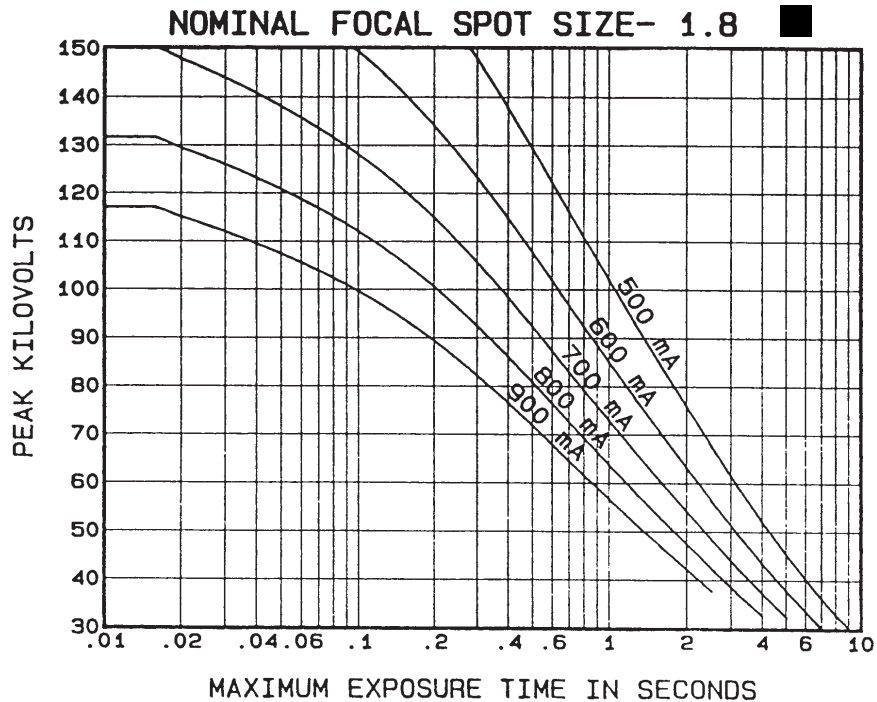 NOMINAL FOCAL SPOT SIZE- 1.8
150
140
130
120
110
100
90
80
70
60
50
40
30
PEAK KILOVOLTS
500 mA
600 mA
700 mA
800 mA
900 mA
.01 .02 .04 .06 .1 .2 .4 .6 1 2 4 6 10
MAXIMUM EXPOSURE TIME IN SECONDS